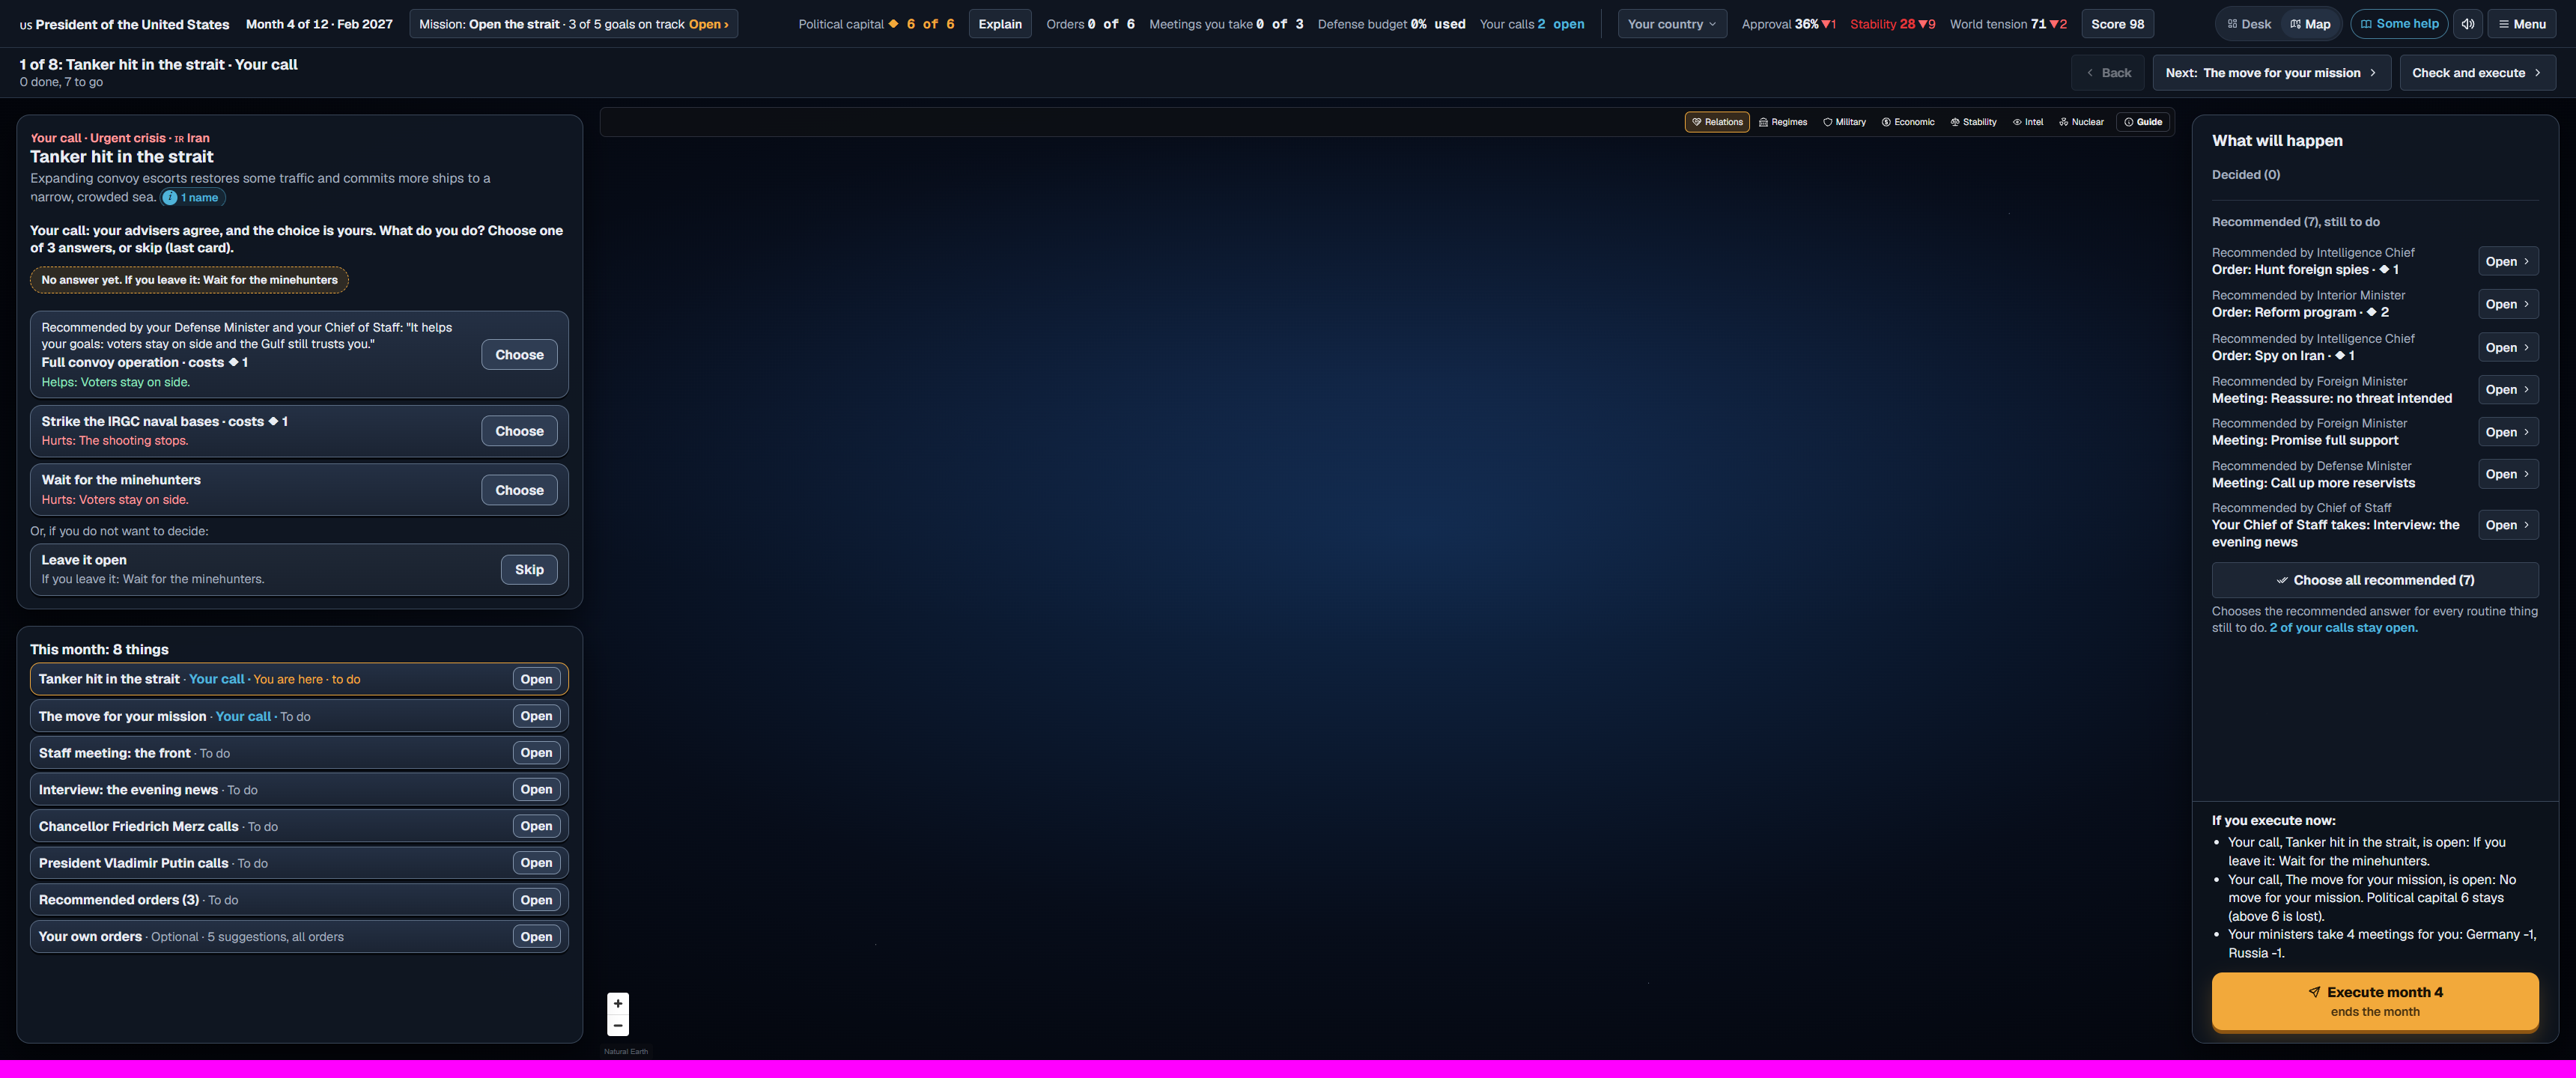 US President of the United States
Month 4 of 12 · Feb 2027
Mission: Open the strait · 3 of 5 goals on track Open ›
Political capital ◆ 6 of 6
Explain
Orders 0 of 6
Meetings you take 0 of 3
Defense budget 0% used
Your calls 2 open
Your country
Approval 36% ▼1
Stability 28 ▼9
World tension 71 ▼2
Score 98
Desk
Map
Some help
Menu
1 of 8: Tanker hit in the strait · Your call
0 done, 7 to go
Back
Next: The move for your mission
Check and execute
Your call · Urgent crisis · IR Iran
Tanker hit in the strait
Expanding convoy escorts restores some traffic and commits more ships to a
narrow, crowded sea. i 1 name
Your call: your advisers agree, and the choice is yours. What do you do? Choose one
of 3 answers, or skip (last card).
No answer yet. If you leave it: Wait for the minehunters
Recommended by your Defense Minister and your Chief of Staff: "It helps
your goals: voters stay on side and the Gulf still trusts you."
Full convoy operation · costs ◆ 1
Helps: Voters stay on side.
Choose
Strike the IRGC naval bases · costs ◆ 1
Hurts: The shooting stops.
Choose
Wait for the minehunters
Hurts: Voters stay on side.
Choose
Or, if you do not want to decide:
Leave it open
If you leave it: Wait for the minehunters.
Skip
This month: 8 things
Tanker hit in the strait · Your call · You are here · to do
Open
The move for your mission · Your call · To do
Open
Staff meeting: the front · To do
Open
Interview: the evening news · To do
Open
Chancellor Friedrich Merz calls · To do
Open
President Vladimir Putin calls · To do
Open
Recommended orders (3) · To do
Open
Your own orders · Optional · 5 suggestions, all orders
Open
Relations
Regimes
Military
Economic
Stability
Intel
Nuclear
Guide
+
−
Natural Earth
What will happen
Decided (0)
Recommended (7), still to do
Recommended by Intelligence Chief
Order: Hunt foreign spies · ◆ 1
Open ›
Recommended by Interior Minister
Order: Reform program · ◆ 2
Open ›
Recommended by Intelligence Chief
Order: Spy on Iran · ◆ 1
Open ›
Recommended by Foreign Minister
Meeting: Reassure: no threat intended
Open ›
Recommended by Foreign Minister
Meeting: Promise full support
Open ›
Recommended by Defense Minister
Meeting: Call up more reservists
Open ›
Recommended by Chief of Staff
Your Chief of Staff takes: Interview: the
evening news
Open ›
Choose all recommended (7)
Chooses the recommended answer for every routine thing
still to do. 2 of your calls stay open.
If you execute now:
• Your call, Tanker hit in the strait, is open: If you
leave it: Wait for the minehunters.
• Your call, The move for your mission, is open: No
move for your mission. Political capital 6 stays
(above 6 is lost).
• Your ministers take 4 meetings for you: Germany -1,
Russia -1.
Execute month 4
ends the month